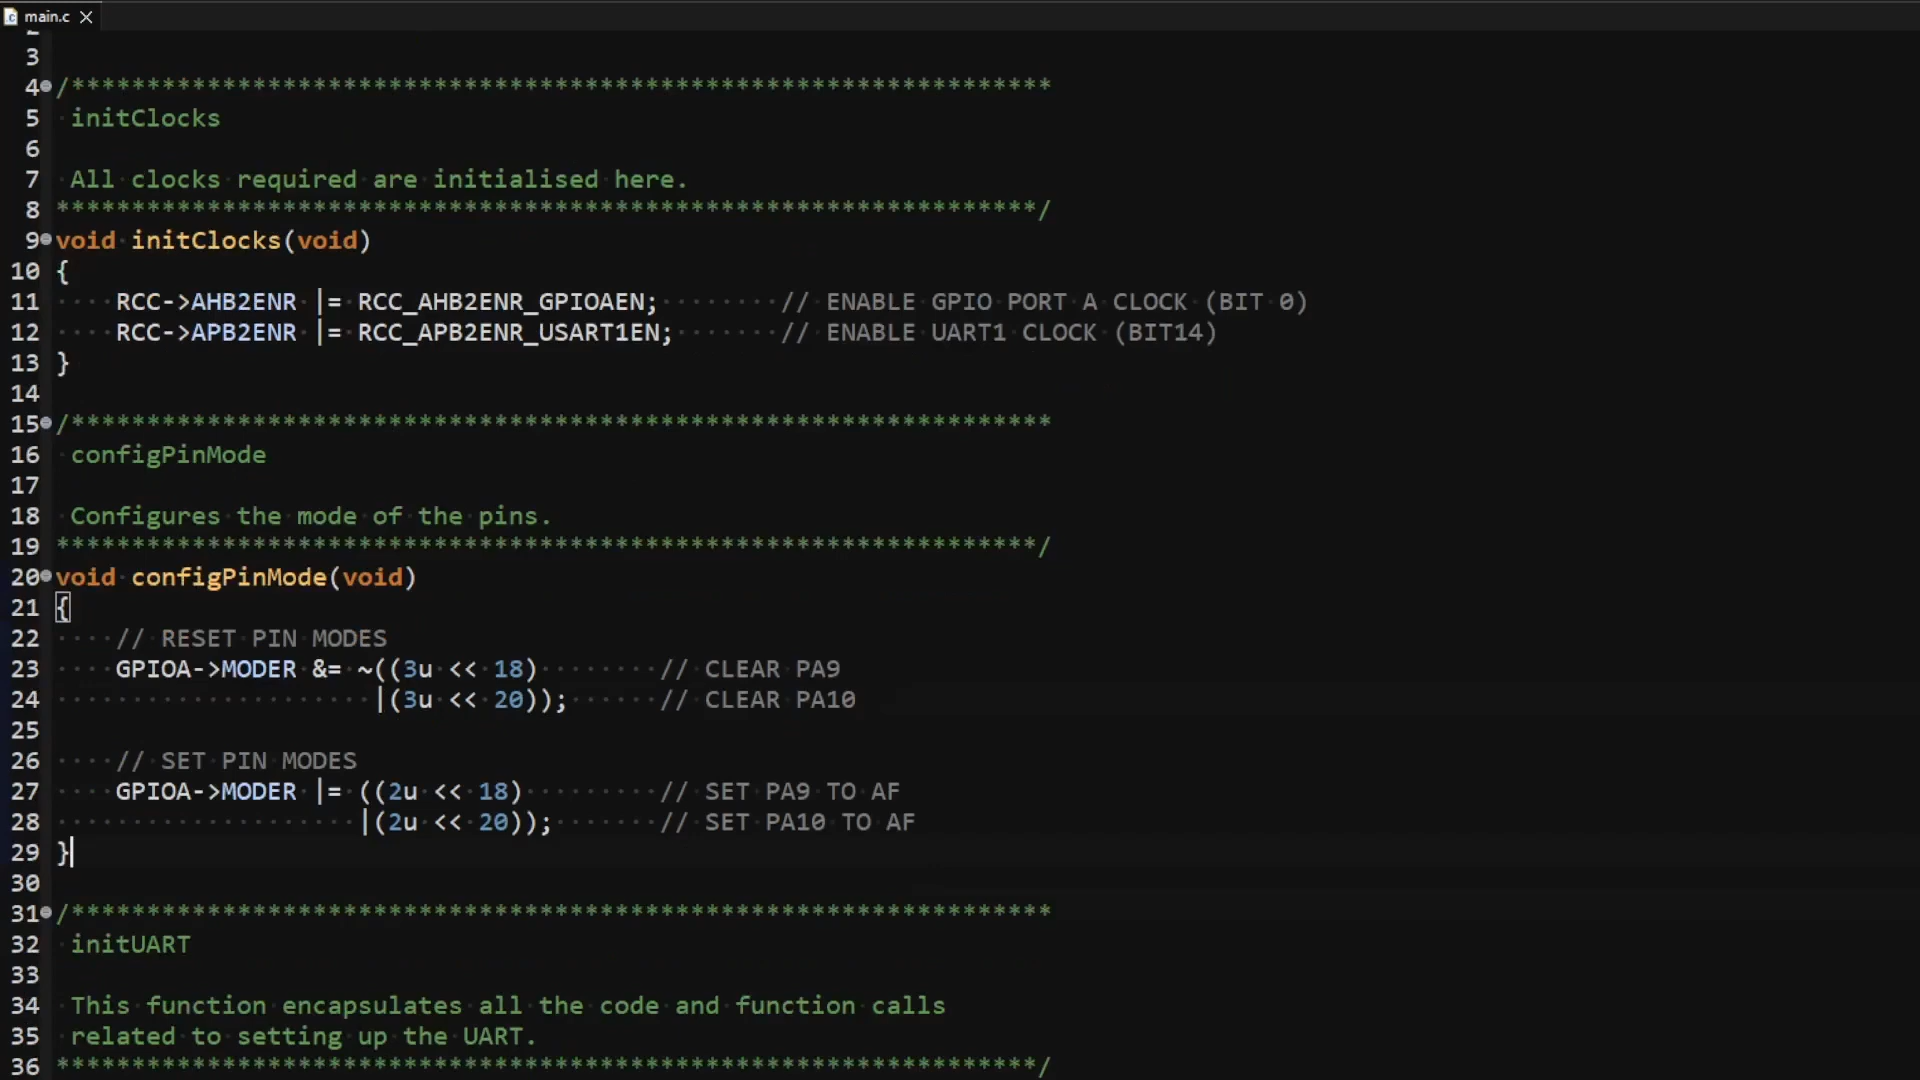 main.c
2
3
4 /*****************************************************************
5 initClocks
6
7 All clocks required are initialised here.
8 *****************************************************************/
9 void initClocks(void)
10 {
11 RCC->AHB2ENR |= RCC_AHB2ENR_GPIOAEN; // ENABLE GPIO PORT A CLOCK (BIT 0)
12 RCC->APB2ENR |= RCC_APB2ENR_USART1EN; // ENABLE UART1 CLOCK (BIT14)
13 }
14
15 /*****************************************************************
16 configPinMode
17
18 Configures the mode of the pins.
19 *****************************************************************/
20 void configPinMode(void)
21 {
22 // RESET PIN MODES
23 GPIOA->MODER &= ~((3u << 18) // CLEAR PA9
24 |(3u << 20)); // CLEAR PA10
25
26 // SET PIN MODES
27 GPIOA->MODER |= ((2u << 18) // SET PA9 TO AF
28 |(2u << 20)); // SET PA10 TO AF
29 }
30
31 /*****************************************************************
32 initUART
33
34 This function encapsulates all the code and function calls
35 related to setting up the UART.
36 *****************************************************************/